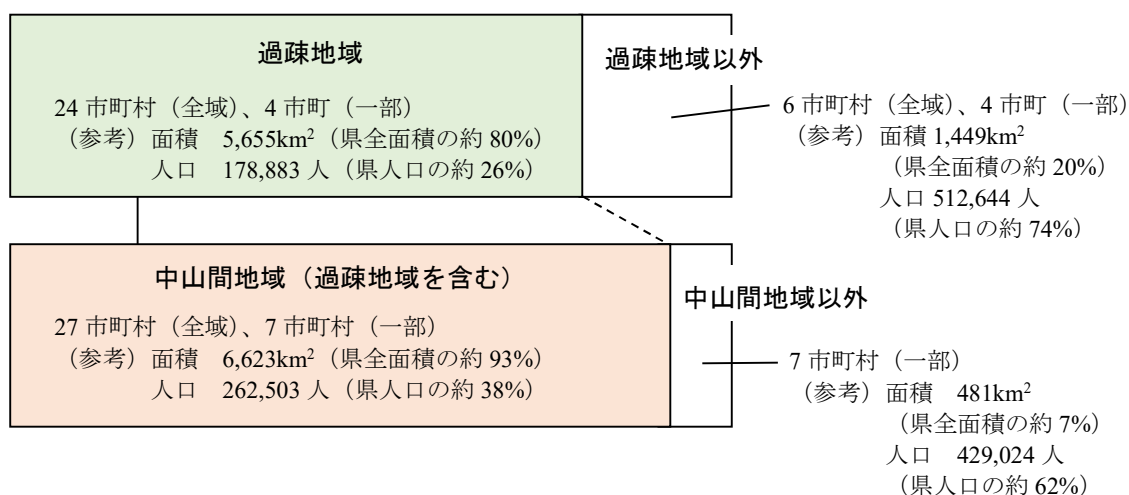 過疎地域
24 市町村（全域）、4 市町（一部）
（参考）面積　5,655km²（県全面積の約 80%）
人口　178,883 人（県人口の約 26%）
過疎地域以外
6 市町村（全域）、4 市町（一部）
（参考）面積 1,449km²
（県全面積の約 20%）
人口 512,644 人
（県人口の約 74%）
中山間地域（過疎地域を含む）
27 市町村（全域）、7 市町村（一部）
（参考）面積　6,623km²（県全面積の約 93%）
人口　262,503 人（県人口の約 38%）
中山間地域以外
7 市町村（一部）
（参考）面積　481km²
（県全面積の約 7%）
人口　429,024 人
（県人口の約 62%）